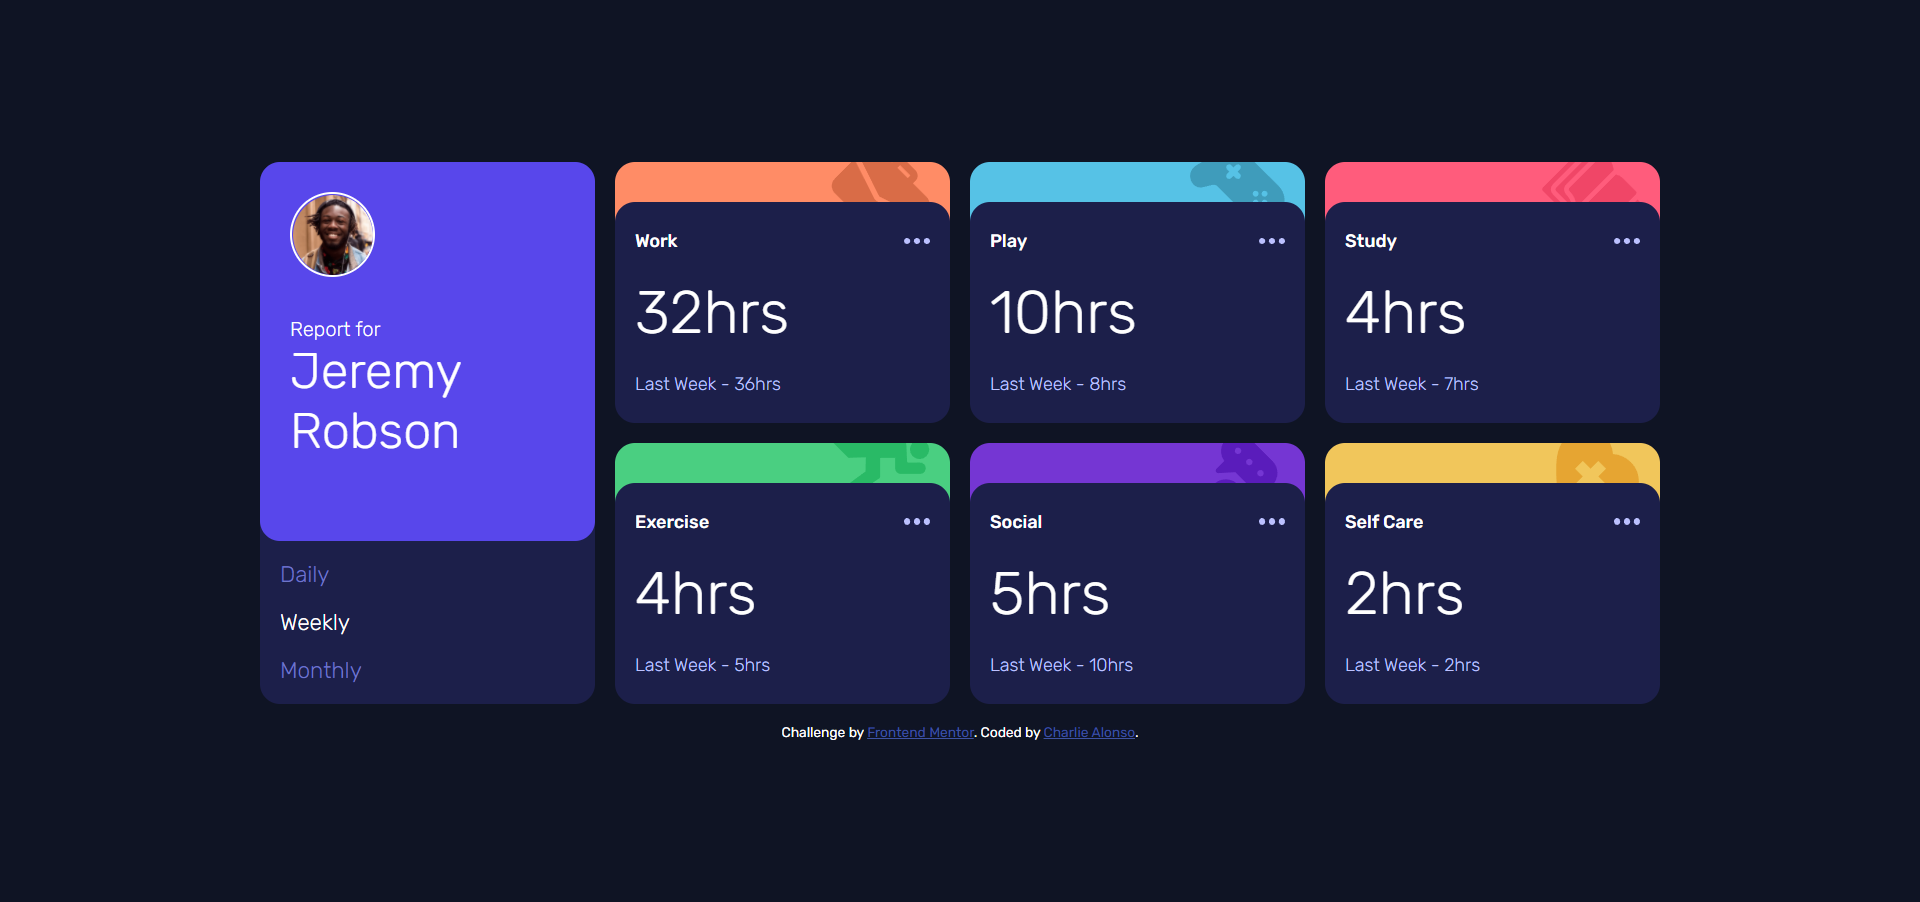 Report for
Jeremy
Robson
Daily
Weekly
Monthly
Work
32hrs
Last Week - 36hrs
Play
10hrs
Last Week - 8hrs
Study
4hrs
Last Week - 7hrs
Exercise
4hrs
Last Week - 5hrs
Social
5hrs
Last Week - 10hrs
Self Care
2hrs
Last Week - 2hrs
Challenge by Frontend Mentor. Coded by Charlie Alonso.